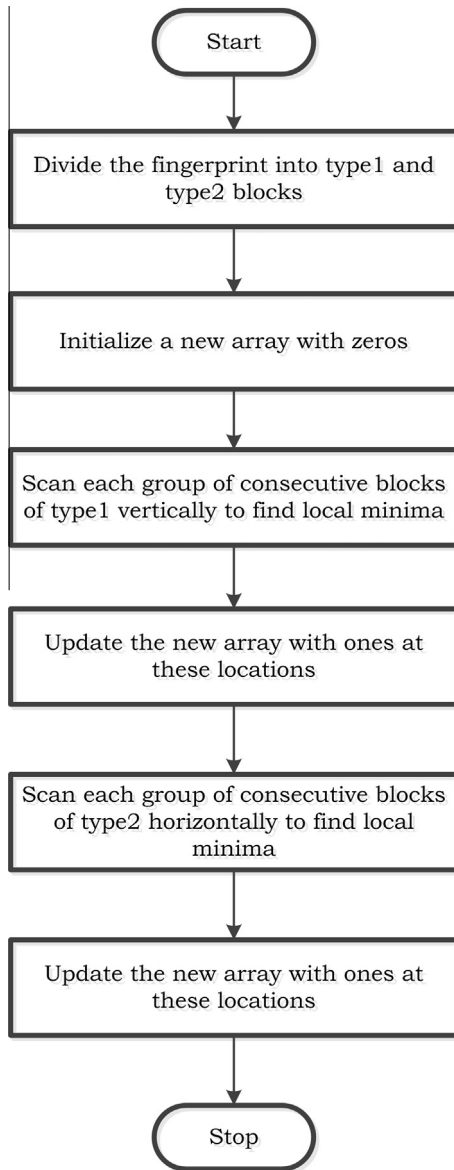 Start
Divide the fingerprint into type1 and
type2 blocks
Initialize a new array with zeros
Scan each group of consecutive blocks
of type1 vertically to find local minima
Update the new array with ones at
these locations
Scan each group of consecutive blocks
of type2 horizontally to find local
minima
Update the new array with ones at
these locations
Stop